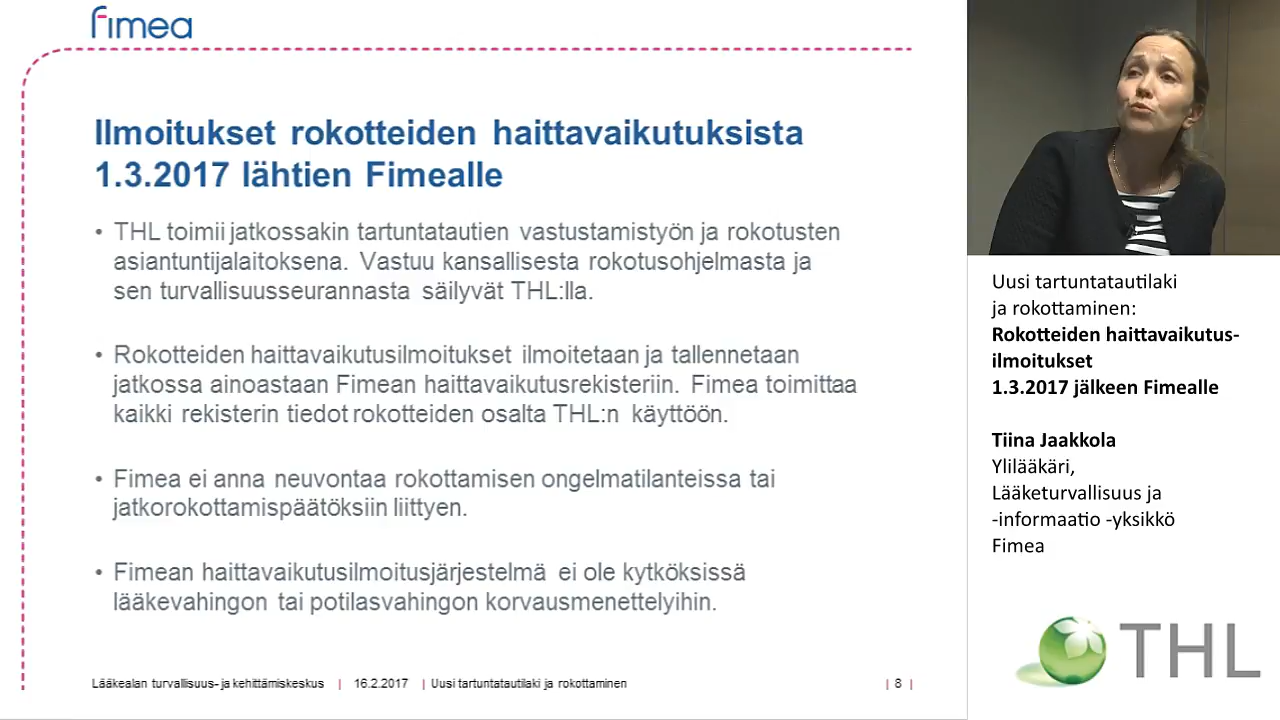 fimea
Ilmoitukset rokotteiden haittavaikutuksista
1.3.2017 lähtien Fimealle
• THL toimii jatkossakin tartuntatautien vastustamistyön ja rokotusten
asiantuntijalaitoksena. Vastuu kansallisesta rokotusohjelmasta ja
sen turvallisuusseurannasta säilyvät THL:lla.
• Rokotteiden haittavaikutusilmoitukset ilmoitetaan ja tallennetaan
jatkossa ainoastaan Fimean haittavaikutusrekisteriin. Fimea toimittaa
kaikki rekisterin tiedot rokotteiden osalta THL:n käyttöön.
• Fimea ei anna neuvontaa rokottamisen ongelmatilanteissa tai
jatkorokottamispäätöksiin liittyen.
• Fimean haittavaikutusilmoitusjärjestelmä ei ole kytköksissä
lääkevahingon tai potilasvahingon korvausmenettelyihin.
Lääkealan turvallisuus- ja kehittämiskeskus | 16.2.2017 | Uusi tartuntatautilaki ja rokottaminen | 8 |
Uusi tartuntatautilaki
ja rokottaminen:
Rokotteiden haittavaikutus-
ilmoitukset
1.3.2017 jälkeen Fimealle
Tiina Jaakkola
Ylilääkäri,
Lääketurvallisuus ja
-informaatio -yksikkö
Fimea
THL